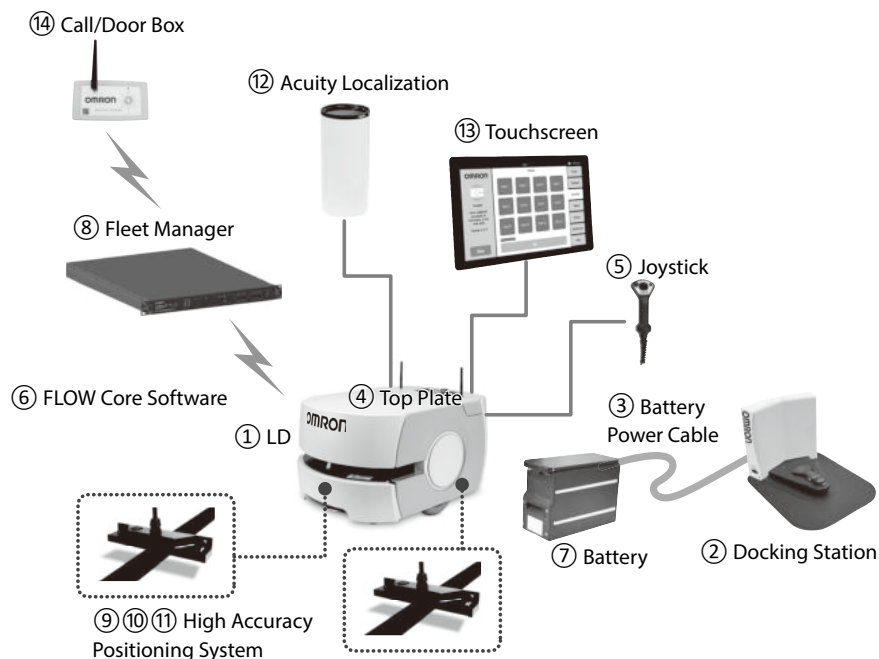 ⑭ Call/Door Box
OMRON
⑫ Acuity Localization
⑬ Touchscreen
OMRON
⑧ Fleet Manager
⑤ Joystick
⑥ FLOW Core Software
④ Top Plate
OMRON
① LD
③ Battery
Power Cable
OMRON
⑦ Battery
② Docking Station
⑨⑩⑪ High Accuracy
Positioning System